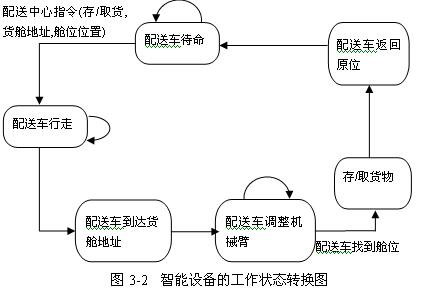 配送中心指令(存/取货,
货舱地址,舱位位置)
配送车待命
配送车返回
原位
配送车行走
存/取货物
配送车到达货
舱地址
配送车调整机
械臂
配送车找到舱位
图 3-2 智能设备的工作状态转换图